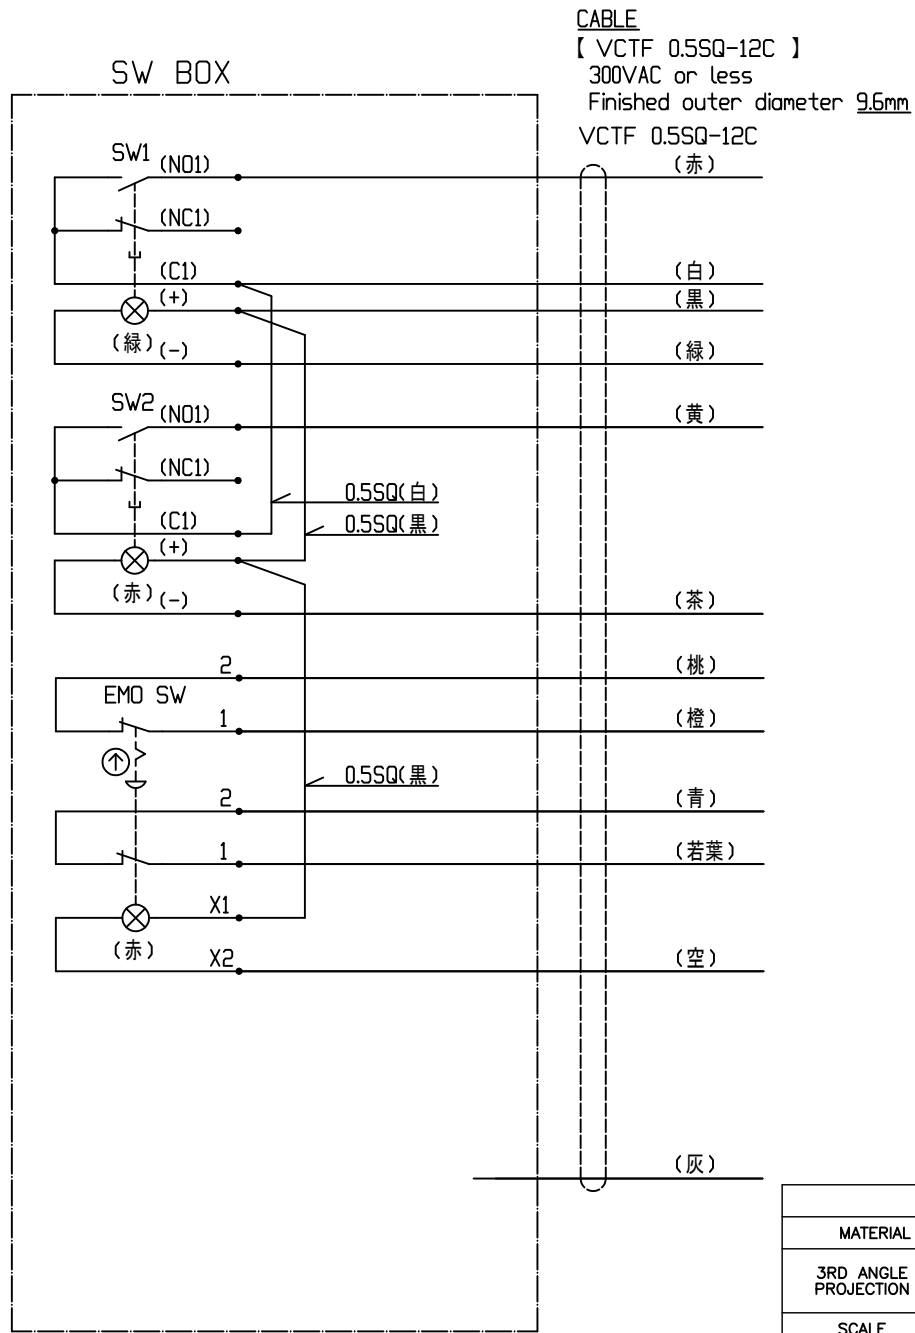 CABLE
【 VCTF 0.5SQ-12C 】
300VAC or less
Finished outer diameter 9.6mm
SW BOX
VCTF 0.5SQ-12C
SW1
(NO1)
(赤)
(NC1)
(C1)
(白)
(+)
(黒)
(緑)
(-)
(緑)
SW2
(NO1)
(黄)
(NC1)
0.5SQ(白)
(C1)
0.5SQ(黒)
(+)
(赤)
(-)
(茶)
2
(桃)
EMO SW
1
(橙)
0.5SQ(黒)
2
(青)
1
(若葉)
X1
(赤)
X2
(空)
(灰)
MATERIAL
3RD ANGLE
PROJECTION
SCALE